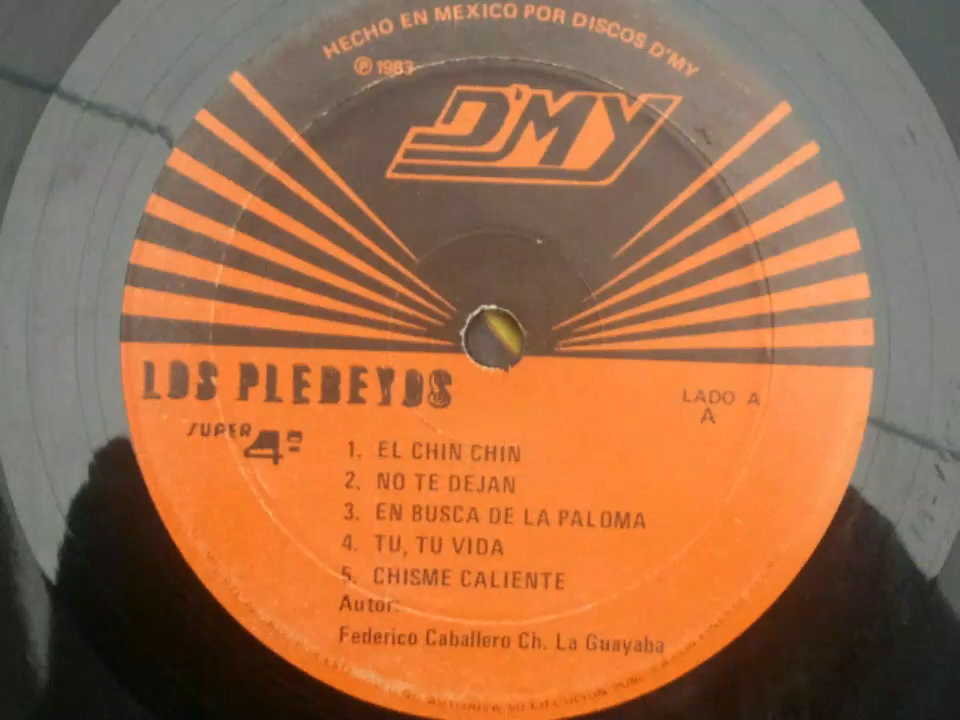 HECHO EN MEXICO POR DISCOS D'MY
Ⓟ 1983
D'MY
LOS PLEBEYOS
LADO A
A
SUPER 4º
1. EL CHIN CHIN
2. NO TE DEJAN
3. EN BUSCA DE LA PALOMA
4. TU, TU VIDA
5. CHISME CALIENTE
Autor:
Federico Caballero Ch. La Guayaba